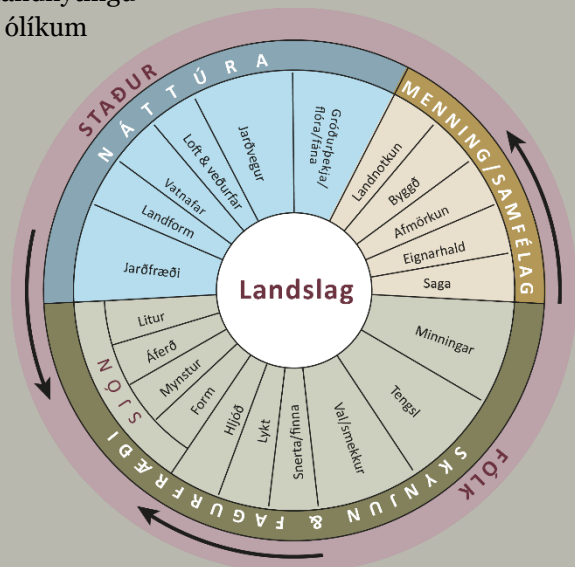 ólíkum
STAÐUR
NÁTTÚRA
MENNING/SAMFÉLAG
Jarðfræði
Landform
Vatnafar
Loft & veðurfar
Jarðvegur
Gróðurþekja/
flóra/fána
Landnotkun
Byggð
Afmörkun
Eignarhald
Saga
Landslag
Minningar
Tengsl
Val/smekkur
Snerta/finna
Lykt
Hljóð
Form
Mynstur
Áferð
Litur
SJÓN
SKYNJUN & FAGURFRÆÐI
FÓLK